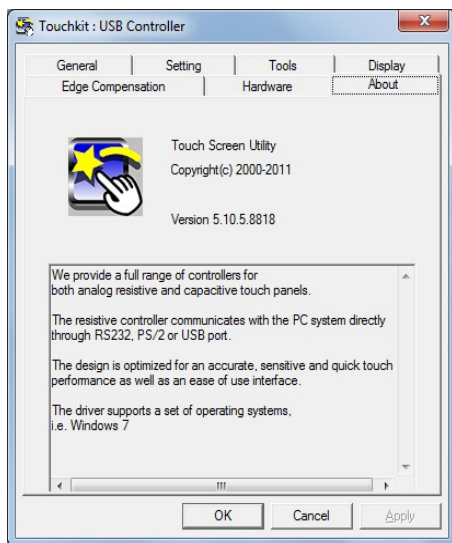 Touchkit : USB Controller
General Setting Tools Display
Edge Compensation Hardware About
Touch Screen Utility
Copyright(c) 2000-2011
Version 5.10.5.8818
We provide a full range of controllers for
both analog resistive and capacitive touch panels.
The resistive controller communicates with the PC system directly
through RS232, PS/2 or USB port.
The design is optimized for an accurate, sensitive and quick touch
performance as well as an ease of use interface.
The driver supports a set of operating systems,
i.e. Windows 7
OK Cancel Apply